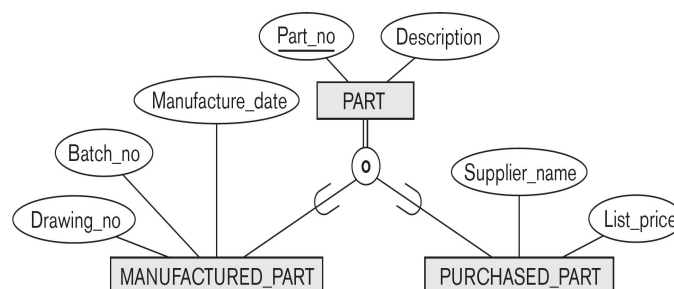 Part_no
Description
Manufacture_date
PART
Batch_no
o
Supplier_name
Drawing_no
List_price
MANUFACTURED_PART
PURCHASED_PART